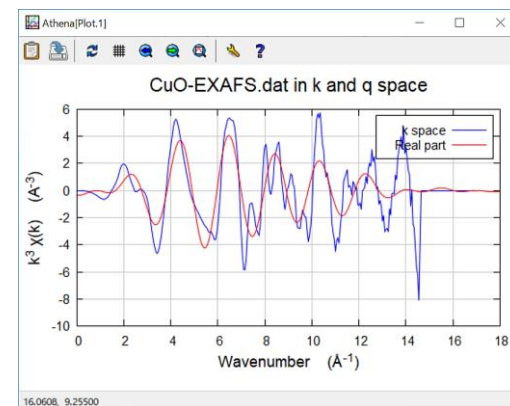 Athena[Plot.1]
CuO-EXAFS.dat in k and q space
k space
Real part
6
4
2
0
-2
-4
-6
-8
-10
k³ χ(k) (Å⁻³)
0 2 4 6 8 10 12 14 16 18
Wavenumber (Å⁻¹)
16.0608, 9.25500